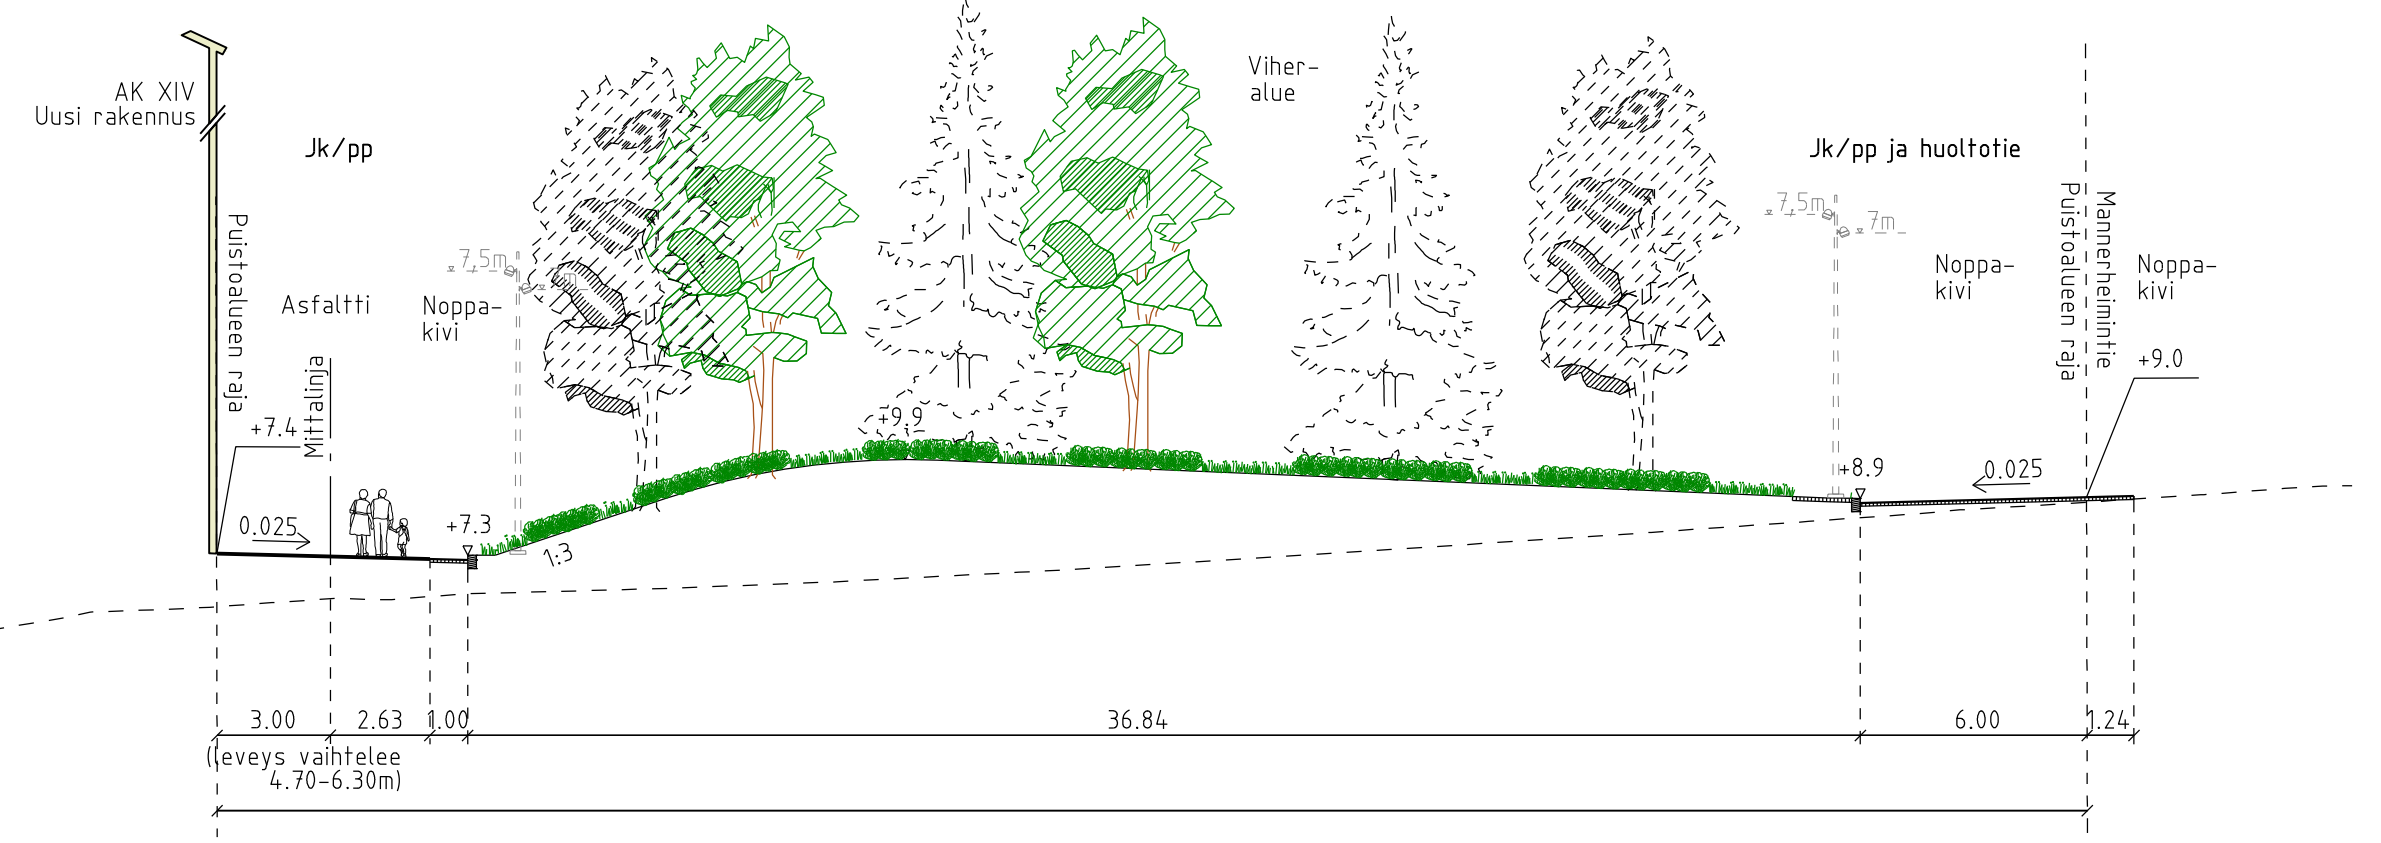 AK XIV
Uusi rakennus
Jk/pp
Viher-
alue
Jk/pp ja huoltotie
Puistoalueen raja
Asfaltti
Noppa-
kivi
Mittalinja
7,5m
7,5m
7m
Noppa-
kivi
Puistoalueen raja
Mannerheimintie
Noppa-
kivi
+7.4
0.025
+7.3
1:3
+9.9
+8.9
0.025
+9.0
3.00
2.63
1.00
36.84
6.00
1.24
(leveys vaihtelee
4.70-6.30m)